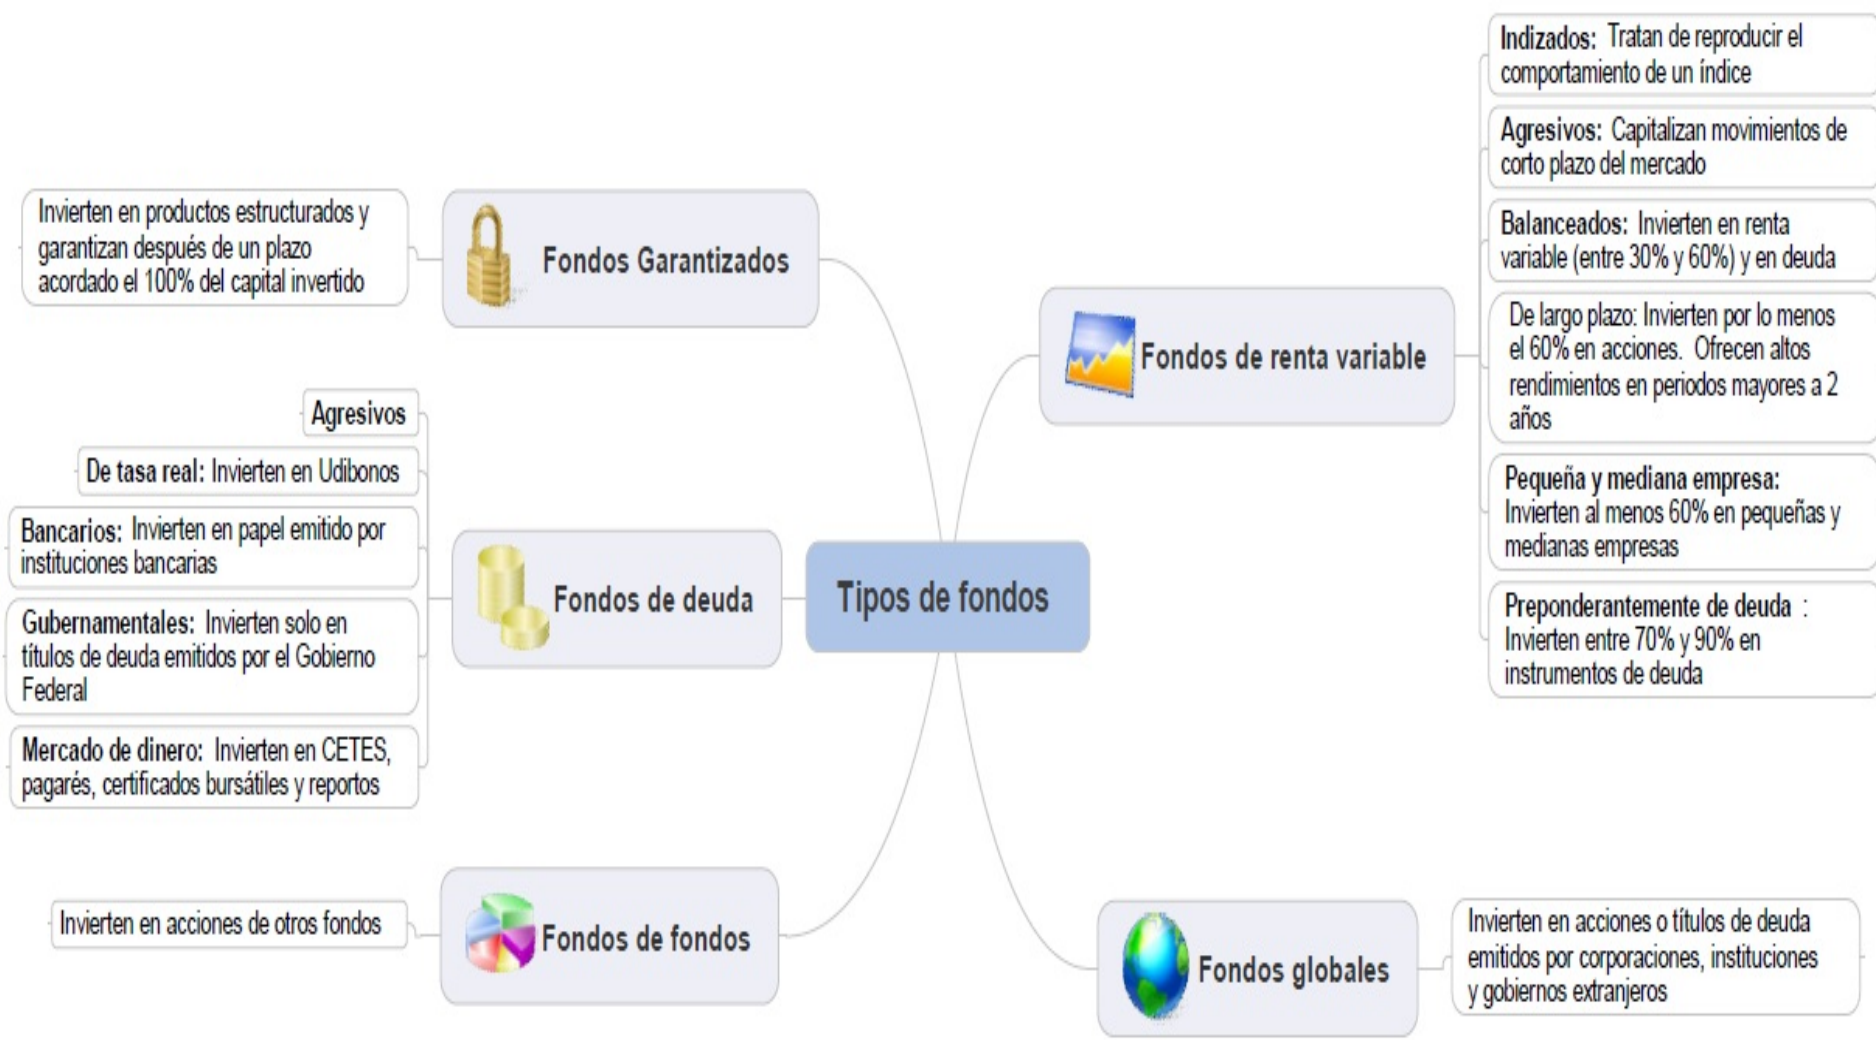 Tipos de fondos
Fondos Garantizados
Invierten en productos estructurados y
garantizan después de un plazo
acordado el 100% del capital invertido
Fondos de deuda
Agresivos
De tasa real: Invierten en Udibonos
Bancarios: Invierten en papel emitido por
instituciones bancarias
Gubernamentales: Invierten solo en
títulos de deuda emitidos por el Gobierno
Federal
Mercado de dinero: Invierten en CETES,
pagarés, certificados bursátiles y reportos
Fondos de fondos
Invierten en acciones de otros fondos
Fondos de renta variable
Indizados: Tratan de reproducir el
comportamiento de un índice
Agresivos: Capitalizan movimientos de
corto plazo del mercado
Balanceados: Invierten en renta
variable (entre 30% y 60%) y en deuda
De largo plazo: Invierten por lo menos
el 60% en acciones. Ofrecen altos
rendimientos en periodos mayores a 2
años
Pequeña y mediana empresa:
Invierten al menos 60% en pequeñas y
medianas empresas
Preponderantemente de deuda :
Invierten entre 70% y 90% en
instrumentos de deuda
Fondos globales
Invierten en acciones o títulos de deuda
emitidos por corporaciones, instituciones
y gobiernos extranjeros